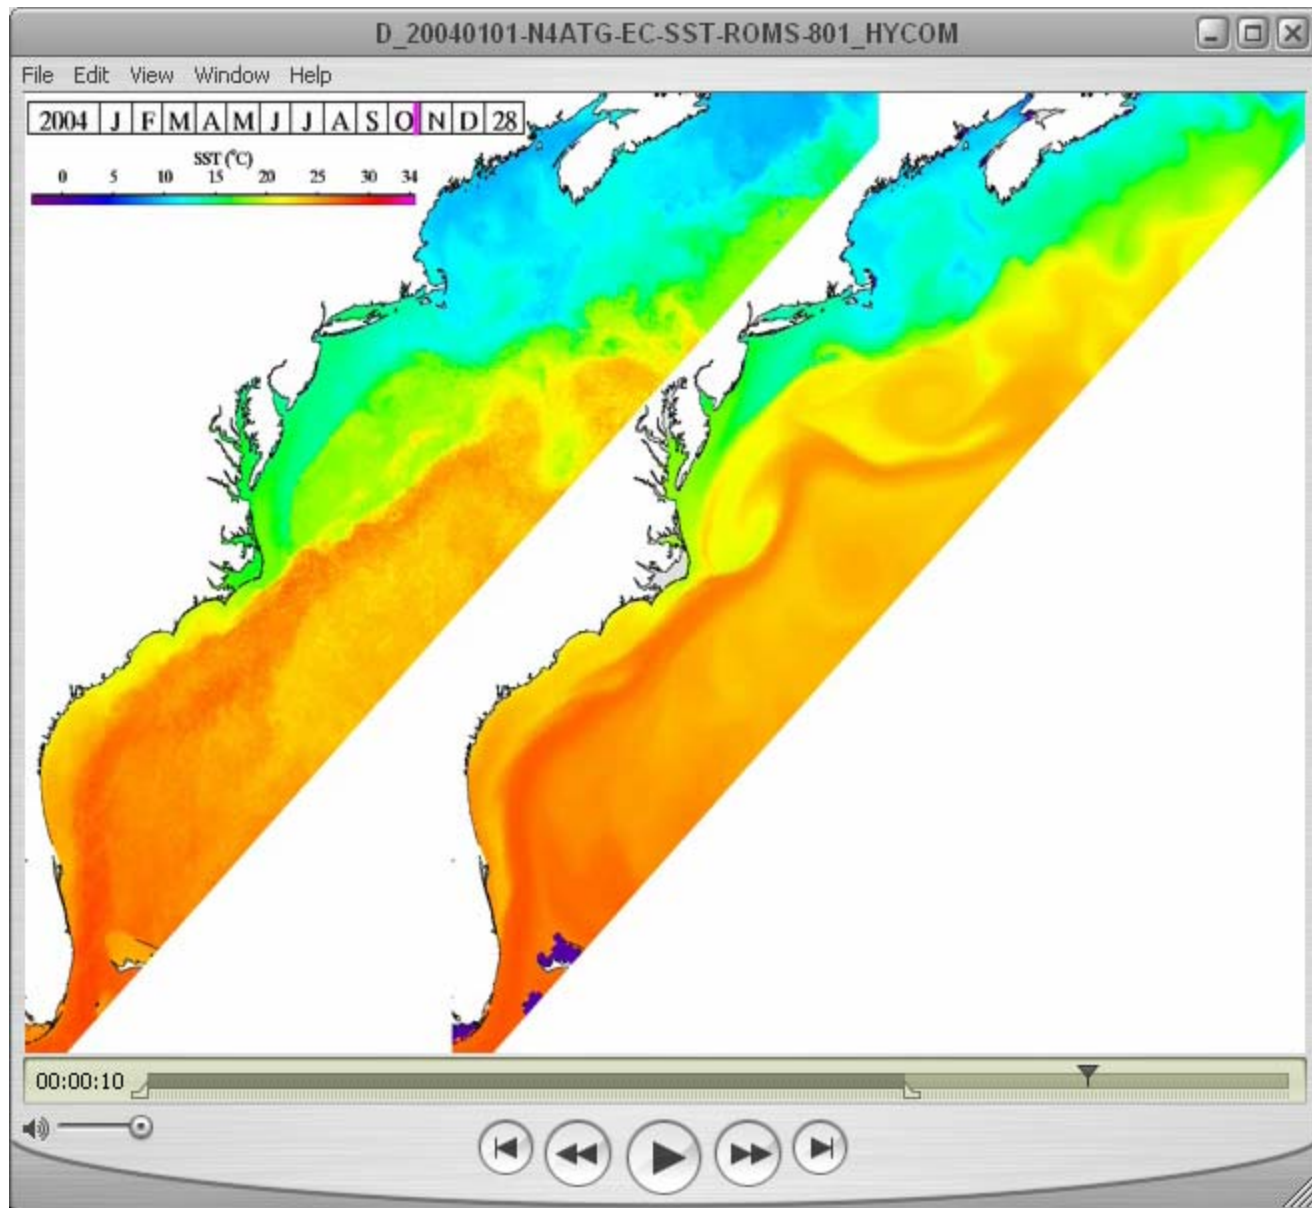 D_20040101-N4ATG-EC-SST-ROMS-801_HYCOM
File Edit View Window Help
2004 J F M A M J J A S O N D 28
SST (°C)
0 5 10 15 20 25 30 34
00:00:10